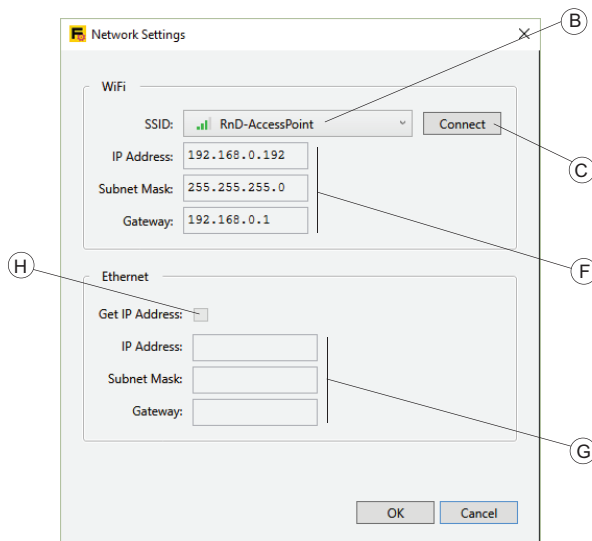 Network Settings
B
WiFi
SSID: RnD-AccessPoint Connect
IP Address: 192.168.0.192
C
Subnet Mask: 255.255.255.0
Gateway: 192.168.0.1
F
H
Ethernet
Get IP Address:
IP Address:
Subnet Mask:
Gateway:
G
OK Cancel